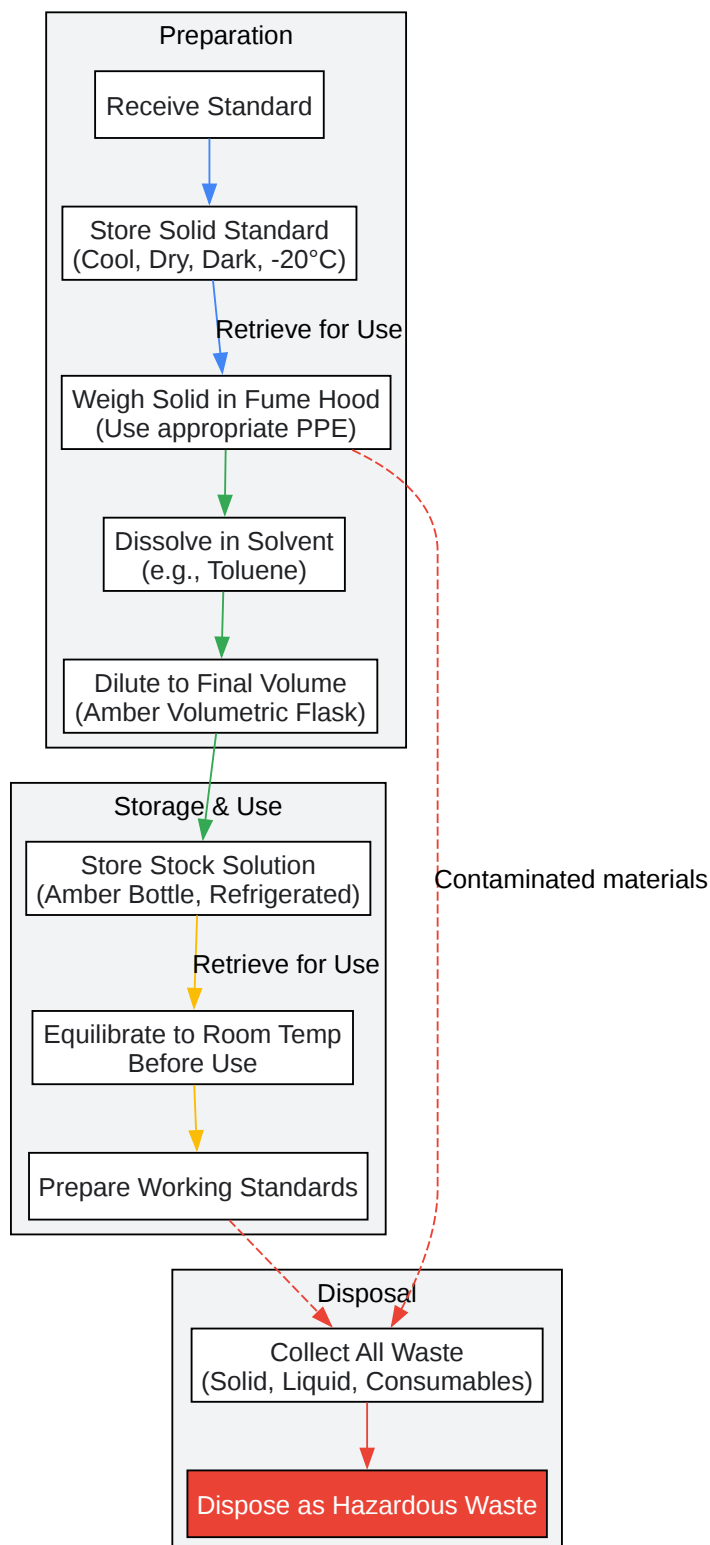 Preparation
Receive Standard
Store Solid Standard
(Cool, Dry, Dark, -20°C)
Retrieve for Use
Weigh Solid in Fume Hood
(Use appropriate PPE)
Dissolve in Solvent
(e.g., Toluene)
Dilute to Final Volume
(Amber Volumetric Flask)
Storage & Use
Store Stock Solution
(Amber Bottle, Refrigerated)
Contaminated materials
Retrieve for Use
Equilibrate to Room Temp
Before Use
Prepare Working Standards
Disposal
Collect All Waste
(Solid, Liquid, Consumables)
Dispose as Hazardous Waste